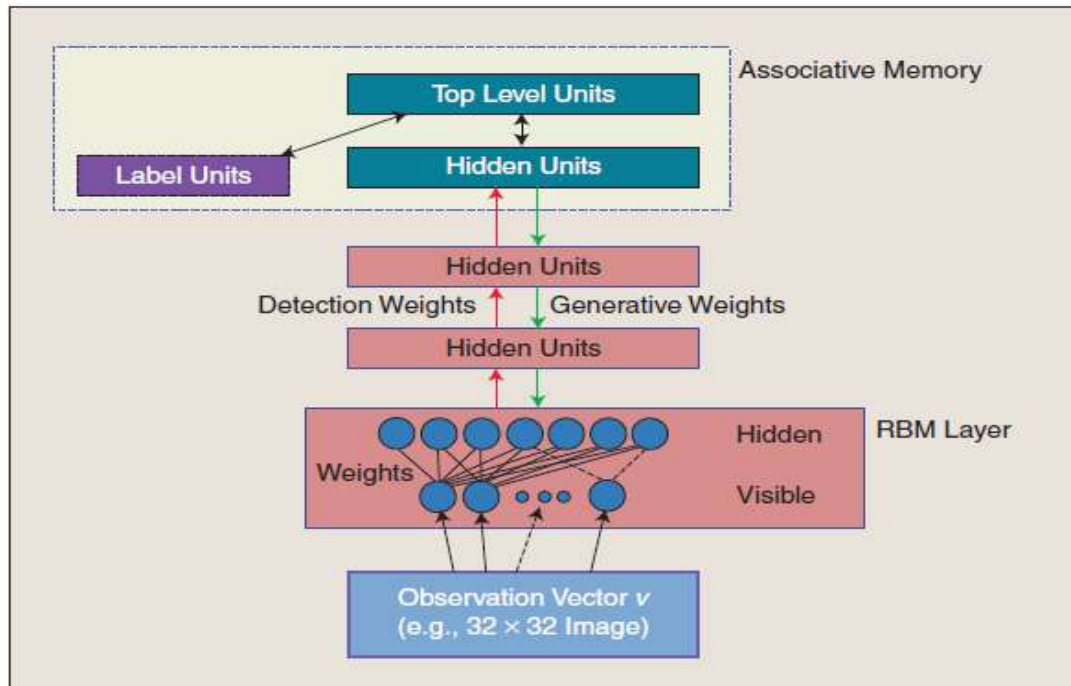 Associative Memory
Top Level Units
Label Units
Hidden Units
Hidden Units
Detection Weights
Generative Weights
Hidden Units
RBM Layer
Hidden
Weights
Visible
Observation Vector v
(e.g., 32 × 32 Image)